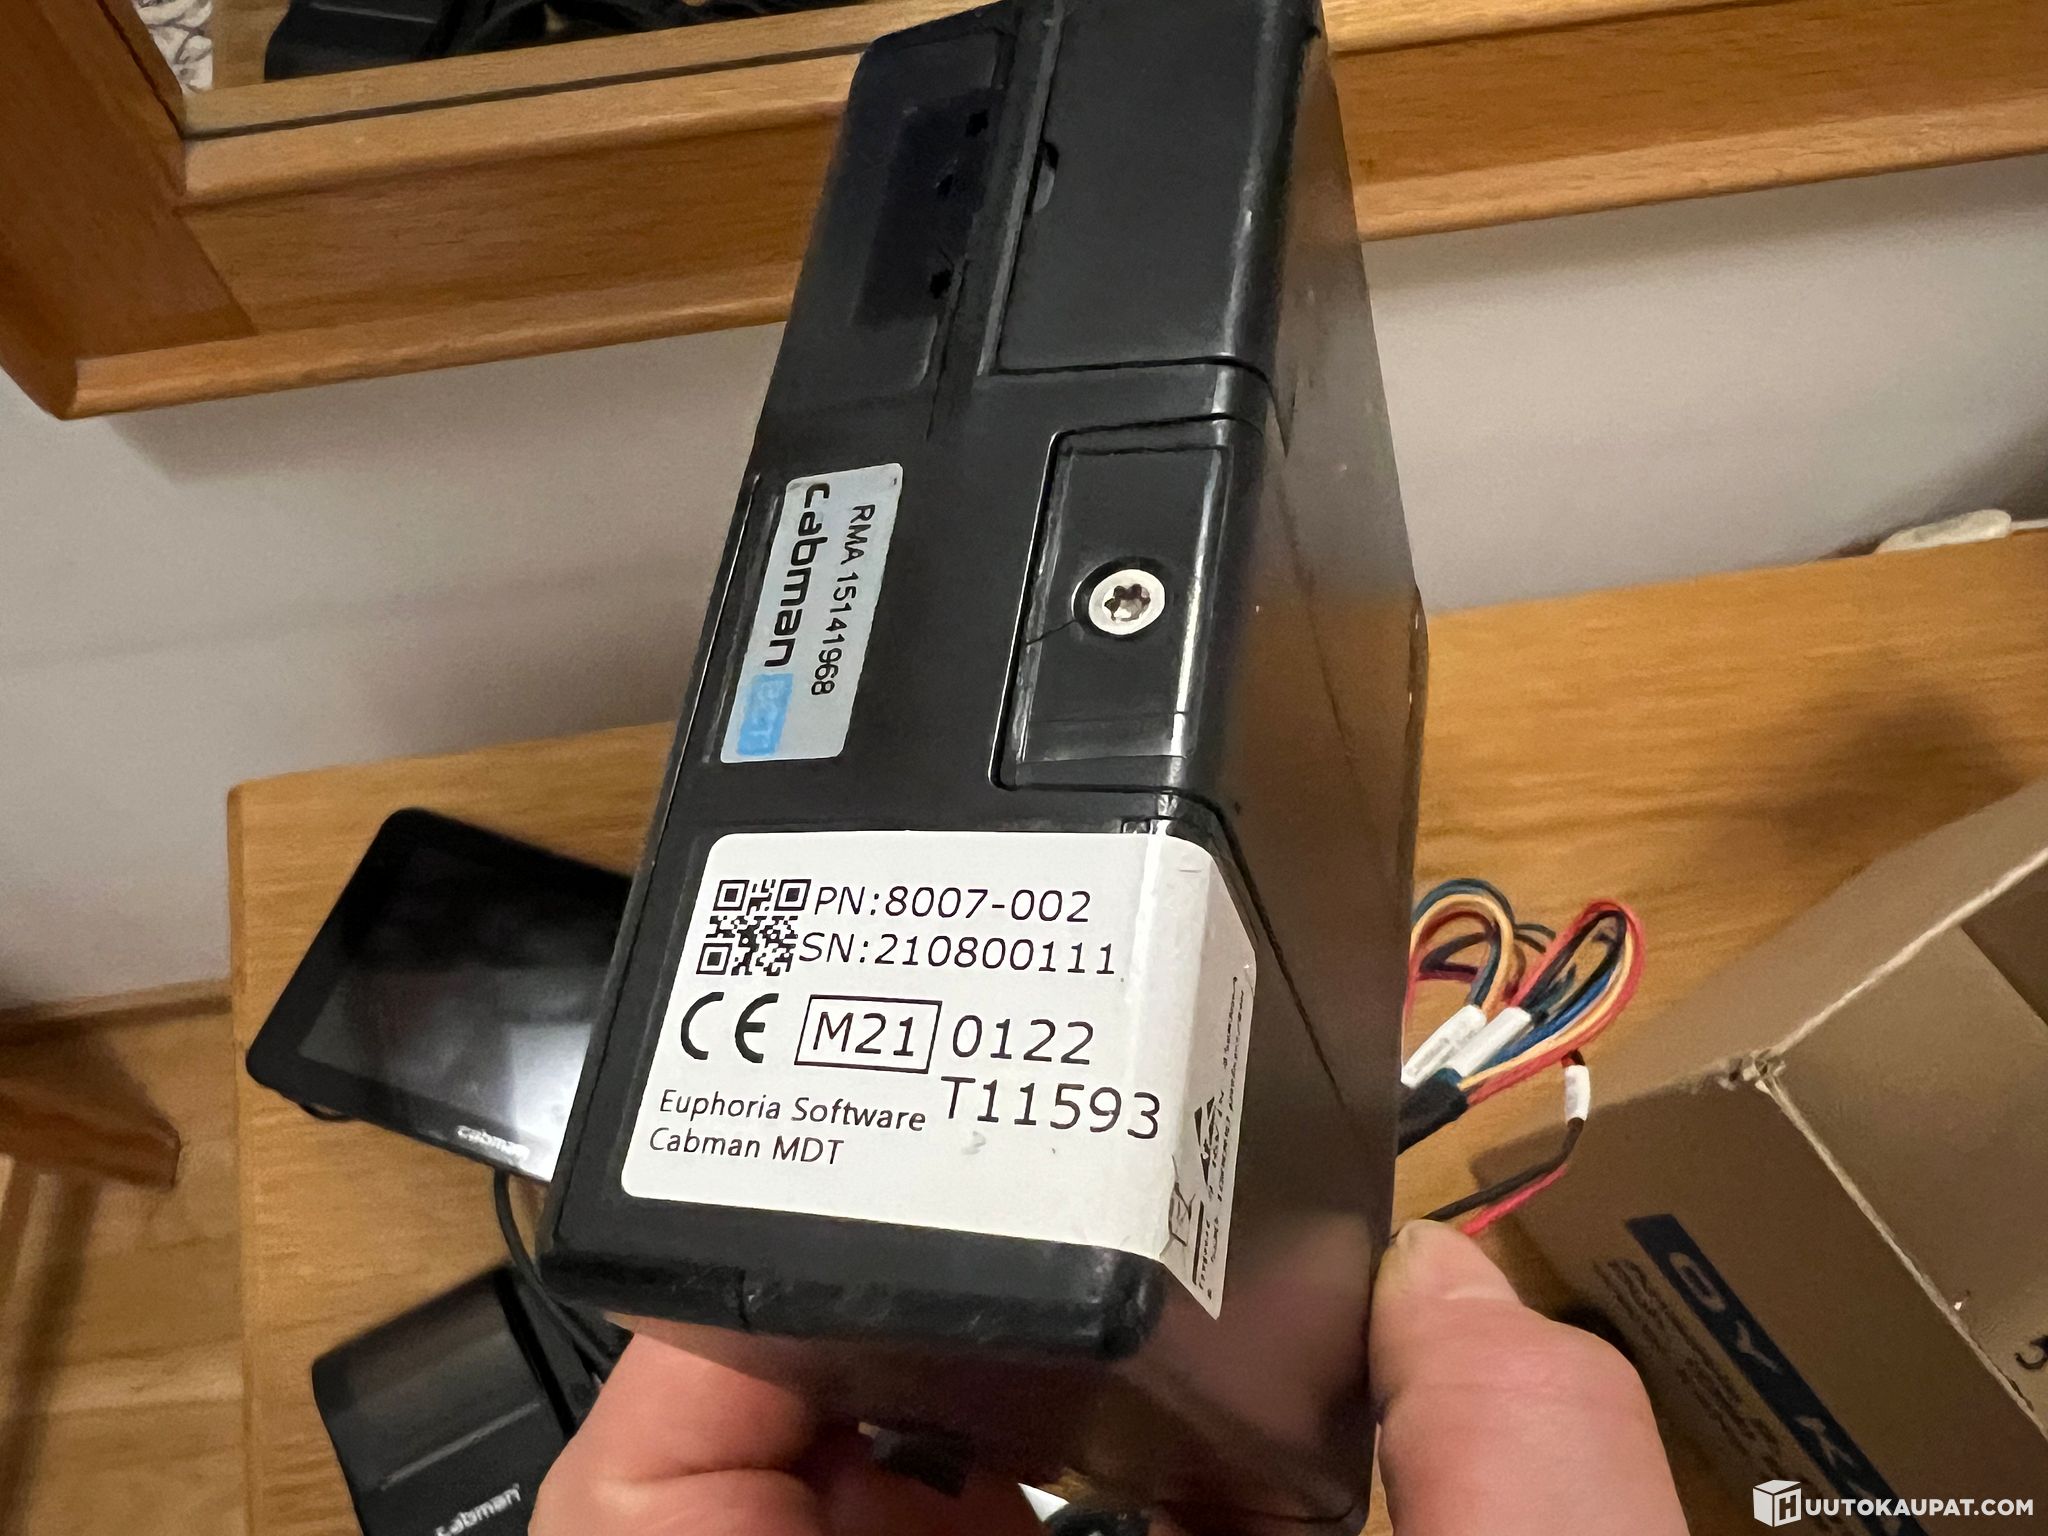 RMA 15141968
cabman BCT
PN:8007-002
SN:210800111
CE M21 0122
T11593
Euphoria Software
Cabman MDT
cabman
cabman
HUUTOKAUPAT.COM